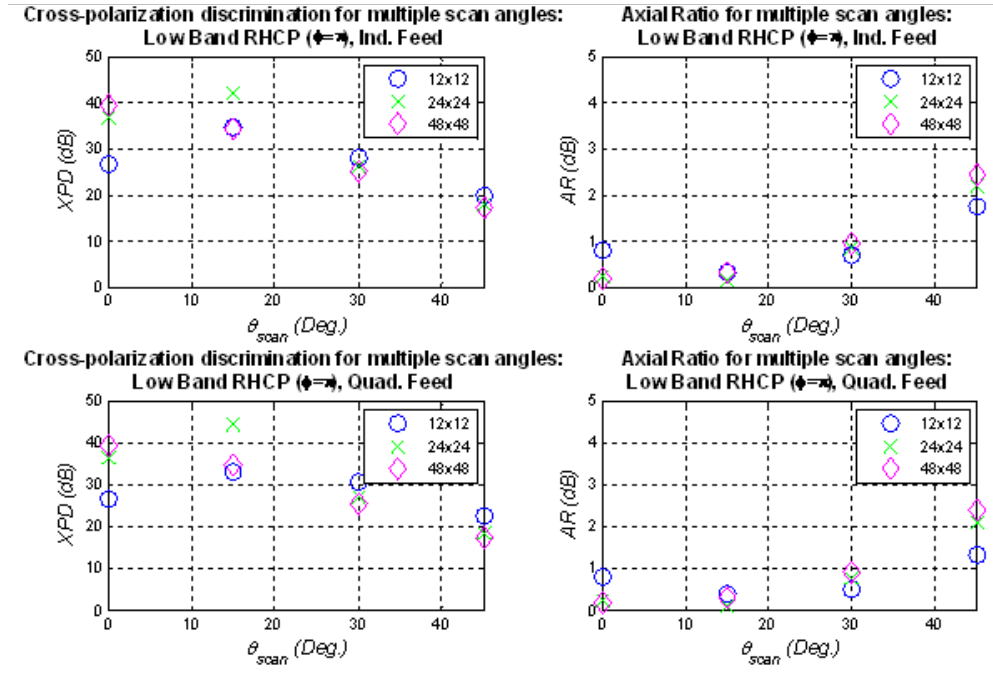 Cross-polarization discrimination for multiple scan angles:
Low Band RHCP (ϕ=π), Ind. Feed
50
40
30
20
10
0
XPD (dB)
12x12
24x24
48x48
0 10 20 30 40
θscan (Deg.)
Axial Ratio for multiple scan angles:
Low Band RHCP (ϕ=π), Ind. Feed
5
4
3
2
1
0
AR (dB)
12x12
24x24
48x48
0 10 20 30 40
θscan (Deg.)
Cross-polarization discrimination for multiple scan angles:
Low Band RHCP (ϕ=π), Quad. Feed
50
40
30
20
10
0
XPD (dB)
12x12
24x24
48x48
0 10 20 30 40
θscan (Deg.)
Axial Ratio for multiple scan angles:
Low Band RHCP (ϕ=π), Quad. Feed
5
4
3
2
1
0
AR (dB)
12x12
24x24
48x48
0 10 20 30 40
θscan (Deg.)